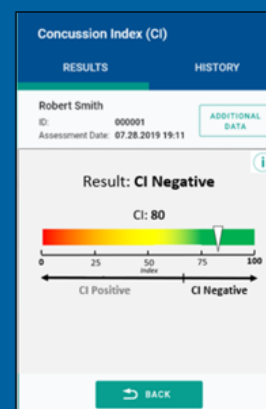 Concussion Index (CI)
RESULTS HISTORY
Robert Smith
ID: 000001
Assessment Date: 07.28.2019 19:11
ADDITIONAL
DATA
i
Result: CI Negative
CI: 80
0 25 50 75 100
Index
CI Positive CI Negative
BACK